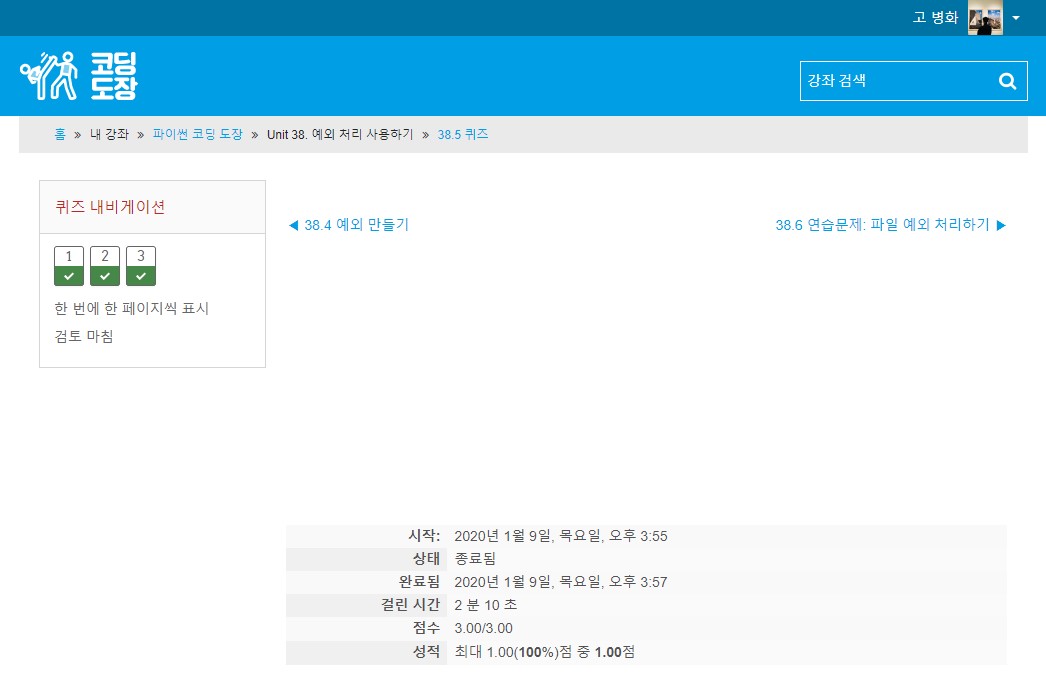 고 병화
코딩
도장
강좌 검색
홈 » 내 강좌 » 파이썬 코딩 도장 » Unit 38. 예외 처리 사용하기 » 38.5 퀴즈
퀴즈 내비게이션
1 2 3
한 번에 한 페이지씩 표시
검토 마침
◀ 38.4 예외 만들기
38.6 연습문제: 파일 예외 처리하기 ▶
시작: 2020년 1월 9일, 목요일, 오후 3:55
상태 종료됨
완료됨 2020년 1월 9일, 목요일, 오후 3:57
걸린 시간 2 분 10 초
점수 3.00/3.00
성적 최대 1.00(100%)점 중 1.00점